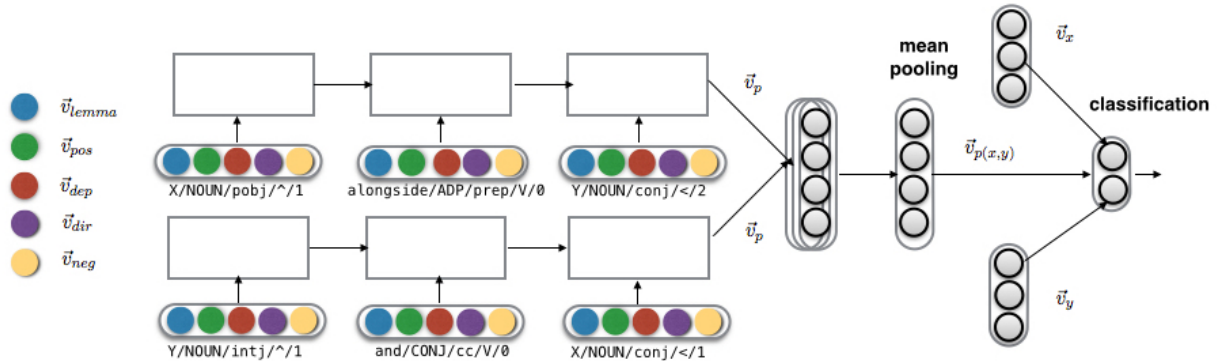 v⃗lemma
v⃗pos
v⃗dep
v⃗dir
v⃗neg
X/NOUN/pobj/^/1
alongside/ADP/prep/V/0
Y/NOUN/conj/</2
Y/NOUN/intj/^/1
and/CONJ/cc/V/0
X/NOUN/conj/</1
v⃗p
v⃗p
mean
pooling
v⃗p(x,y)
v⃗x
classification
v⃗y